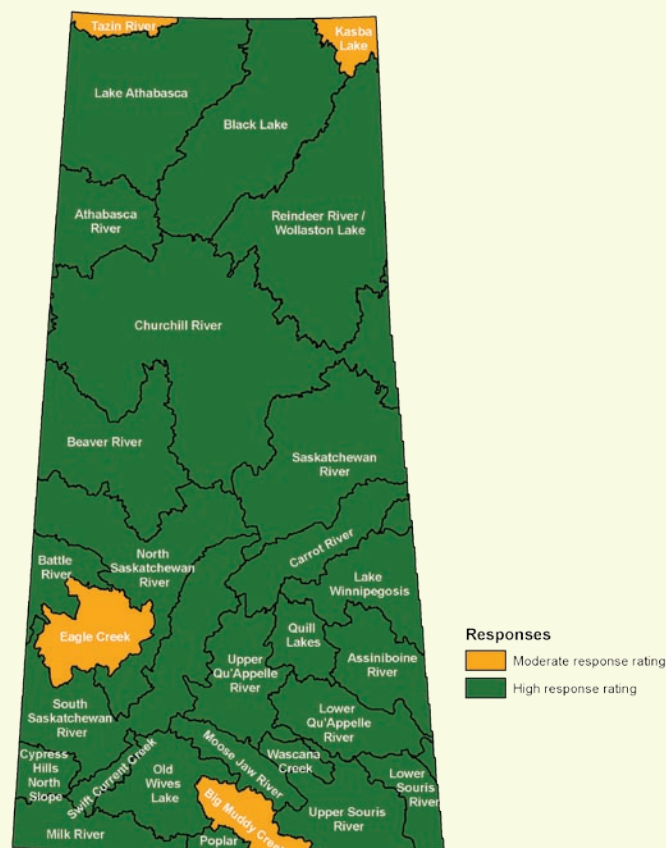 Tazin River
Kasba
Lake
Lake Athabasca
Black Lake
Athabasca
River
Reindeer River /
Wollaston Lake
Churchill River
Beaver River
Saskatchewan
River
Carrot River
Battle
River
North
Saskatchewan
River
Lake
Winnipegosis
Eagle Creek
Quill
Lakes
Assiniboine
River
Upper
Qu'Appelle
River
South
Saskatchewan
River
Lower
Qu'Appelle
River
Cypress
Hills
North
Slope
Swift Current Creek
Old
Wives
Lake
Moose Jaw River
Wascana
Creek
Lower
Souris
River
Big Muddy Creek
Upper Souris
River
Milk River
Poplar
Responses
Moderate response rating
High response rating